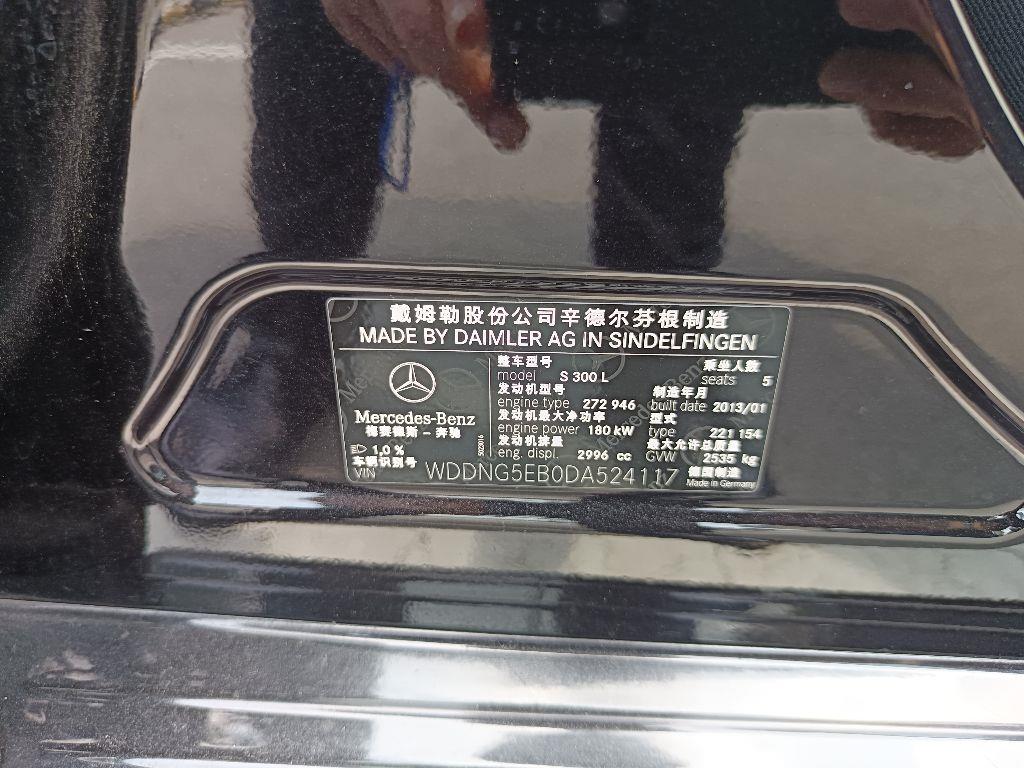 戴姆勒股份公司辛德尔芬根制造
MADE BY DAIMLER AG IN SINDELFINGEN
Mercedes-Benz
梅赛德斯 - 奔驰
1,0 %
整车型号 乘坐人数
model S 300 L seats 5
发动机型号 制造年月
engine type 272 946 built date 2013/01
发动机最大净功率 型式
engine power 180 kW type 221 154
发动机排量 最大允许总质量
eng. displ. 2996 cc GVW 2535 kg
车辆识别号 德国制造
VIN WDDNG5EB0DA524117 Made in Germany